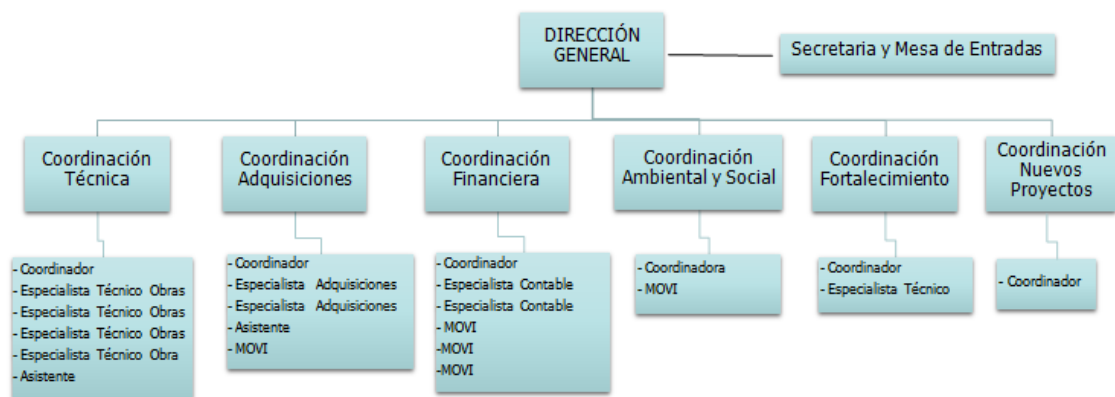 DIRECCIÓN
GENERAL
Secretaria y Mesa de Entradas
Coordinación
Técnica
Coordinación
Adquisiciones
Coordinación
Financiera
Coordinación
Ambiental y Social
Coordinación
Fortalecimiento
Coordinación
Nuevos
Proyectos
- Coordinador
- Especialista Técnico Obras
- Especialista Técnico Obras
- Especialista Técnico Obras
- Especialista Técnico Obra
- Asistente
- Coordinador
- Especialista Adquisiciones
- Especialista Adquisiciones
- Asistente
- MOVI
- Coordinador
- Especialista Contable
- Especialista Contable
- MOVI
- MOVI
- MOVI
- Coordinadora
- MOVI
- Coordinador
- Especialista Técnico
- Coordinador